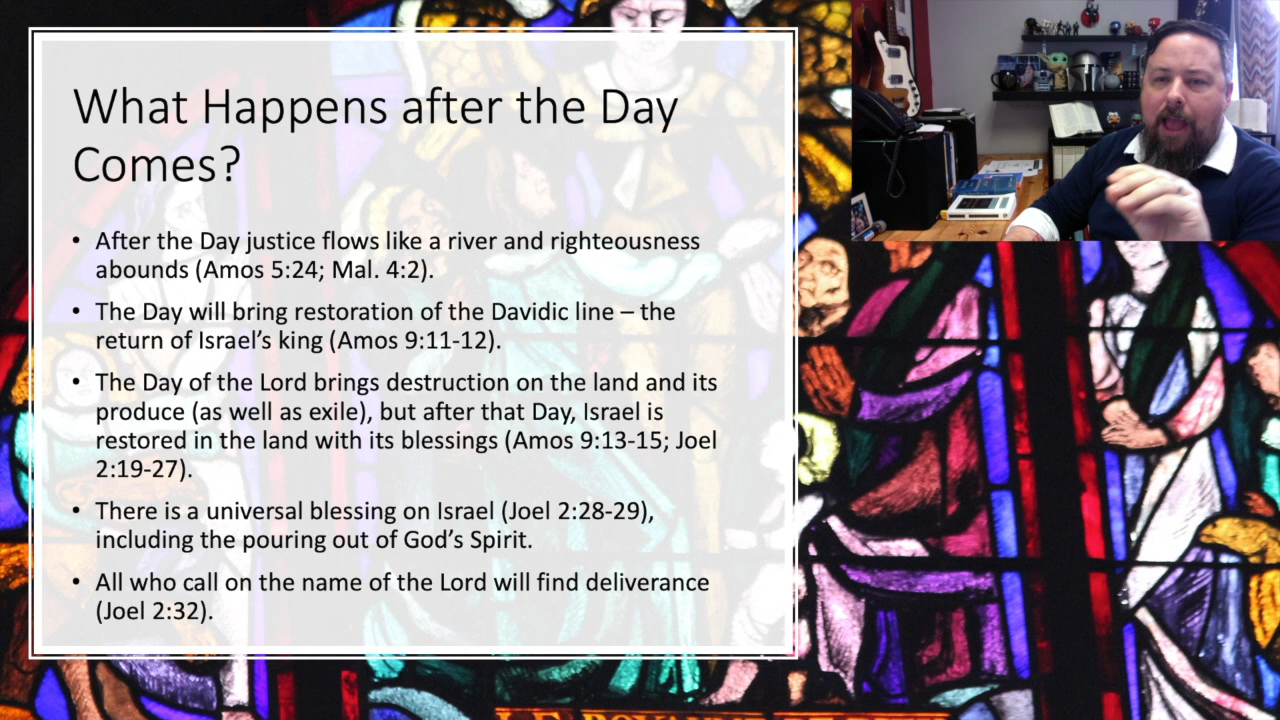 What Happens after the Day
Comes?
• After the Day justice flows like a river and righteousness
abounds (Amos 5:24; Mal. 4:2).
• The Day will bring restoration of the Davidic line – the
return of Israel’s king (Amos 9:11-12).
• The Day of the Lord brings destruction on the land and its
produce (as well as exile), but after that Day, Israel is
restored in the land with its blessings (Amos 9:13-15; Joel
2:19-27).
• There is a universal blessing on Israel (Joel 2:28-29),
including the pouring out of God’s Spirit.
• All who call on the name of the Lord will find deliverance
(Joel 2:32).